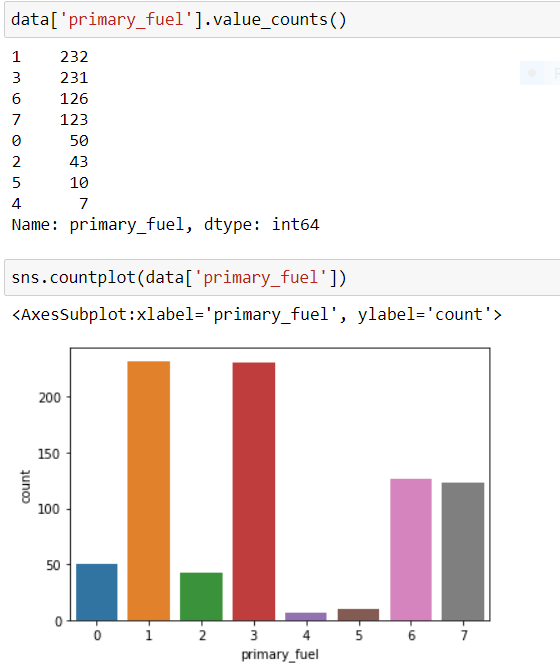 data['primary_fuel'].value_counts()
1 232
3 231
6 126
7 123
0 50
2 43
5 10
4 7
Name: primary_fuel, dtype: int64
sns.countplot(data['primary_fuel'])
<AxesSubplot:xlabel='primary_fuel', ylabel='count'>
200
150
100
50
0
count
0 1 2 3 4 5 6 7
primary_fuel